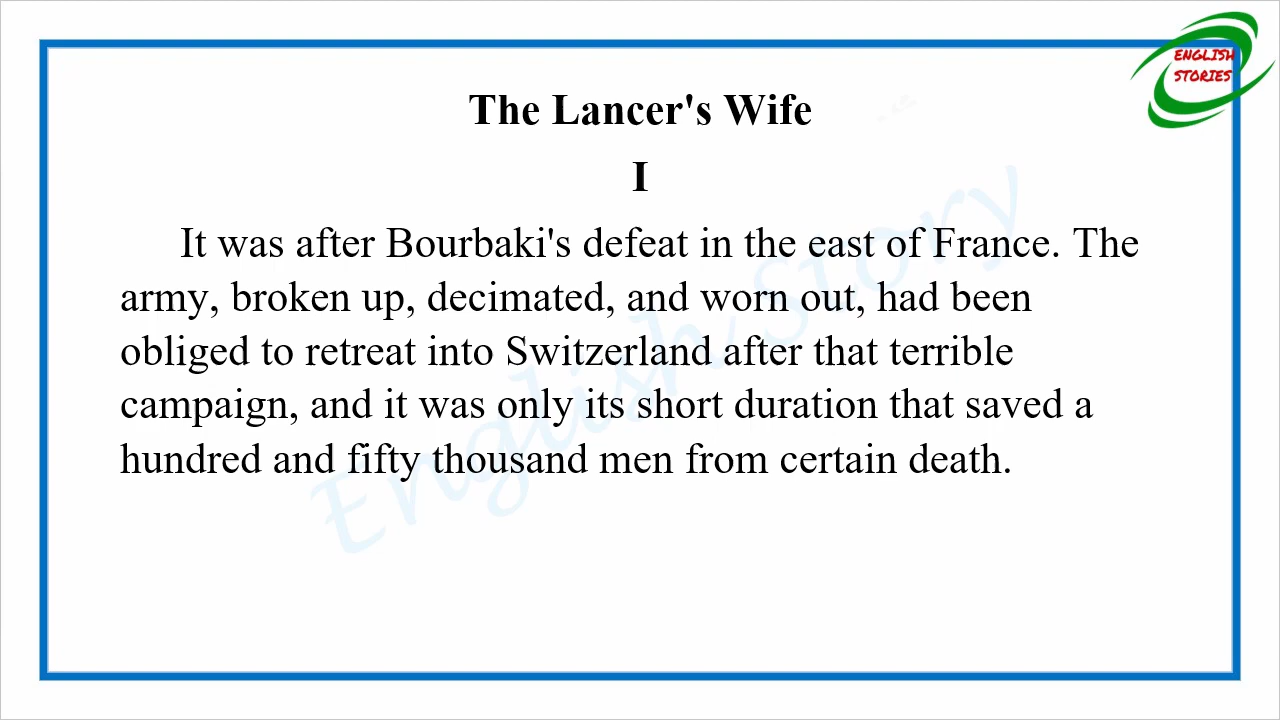 ENGLISH
STORIES
The Lancer's Wife
I
It was after Bourbaki's defeat in the east of France. The
army, broken up, decimated, and worn out, had been
obliged to retreat into Switzerland after that terrible
campaign, and it was only its short duration that saved a
hundred and fifty thousand men from certain death.
English Story